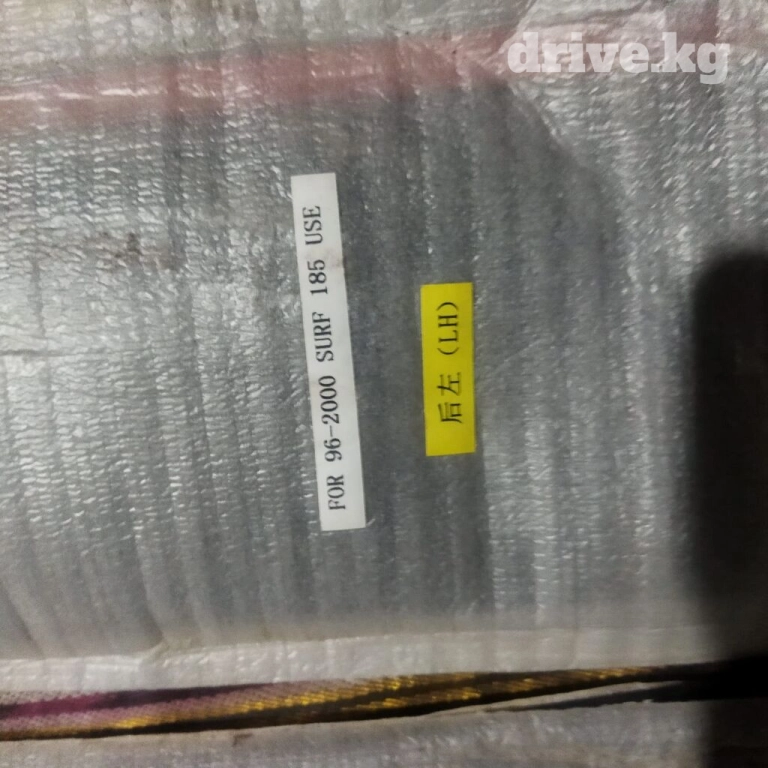 drive.kg
FOR 96-2000 SURF 185 USE
后左 (LH)